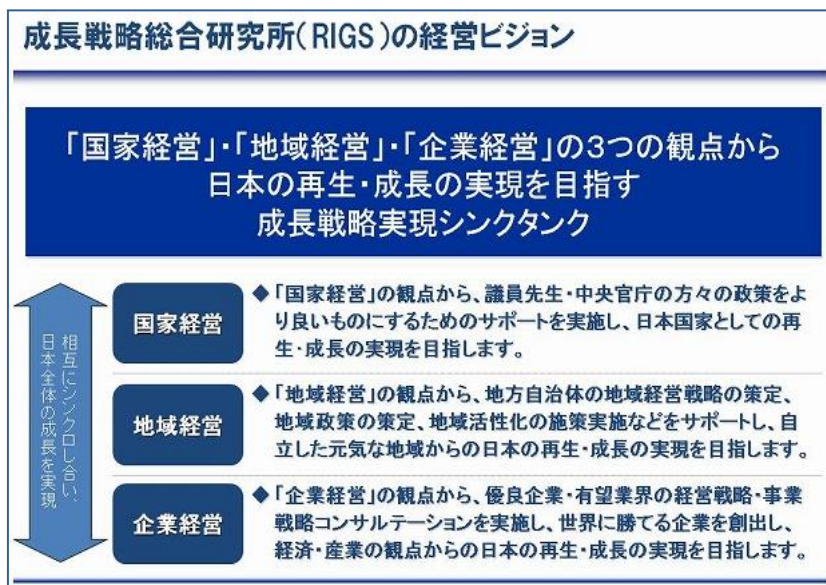 成長戦略総合研究所(RIGS)の経営ビジョン
「国家経営」・「地域経営」・「企業経営」の3つの観点から
日本の再生・成長の実現を目指す
成長戦略実現シンクタンク
相互にシンクロし合い、
日本全体の成長を実現
国家経営
◆「国家経営」の観点から、議員先生・中央官庁の方々の政策をよ
り良いものにするためのサポートを実施し、日本国家としての再
生・成長の実現を目指します。
地域経営
◆「地域経営」の観点から、地方自治体の地域経営戦略の策定、
地域政策の策定、地域活性化の施策実施などをサポートし、自
立した元気な地域からの日本の再生・成長の実現を目指します。
企業経営
◆「企業経営」の観点から、優良企業・有望業界の経営戦略・事業
戦略コンサルテーションを実施し、世界に勝てる企業を創出し、
経済・産業の観点からの日本の再生・成長の実現を目指します。